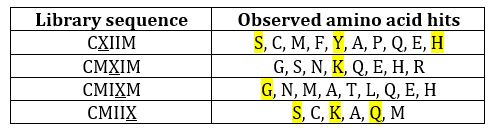 Library sequence Observed amino acid hits
CXIIM S, C, M, F, Y, A, P, Q, E, H
CMXIM G, S, N, K, Q, E, H, R
CMIXM G, N, M, A, T, L, Q, E, H
CMIIX S, C, K, A, Q, M